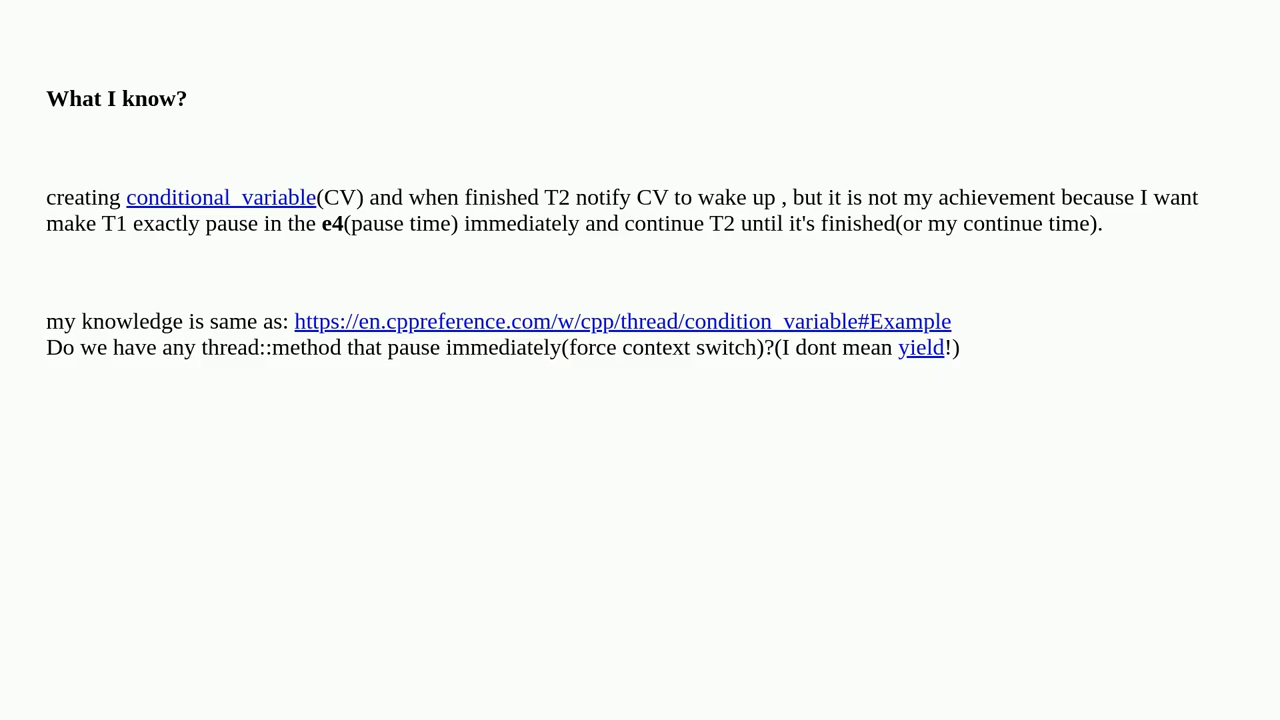 What I know?
creating conditional_variable(CV) and when finished T2 notify CV to wake up , but it is not my achievement because I want
make T1 exactly pause in the e4(pause time) immediately and continue T2 until it's finished(or my continue time).
my knowledge is same as: https://en.cppreference.com/w/cpp/thread/condition_variable#Example
Do we have any thread::method that pause immediately(force context switch)?(I dont mean yield!)